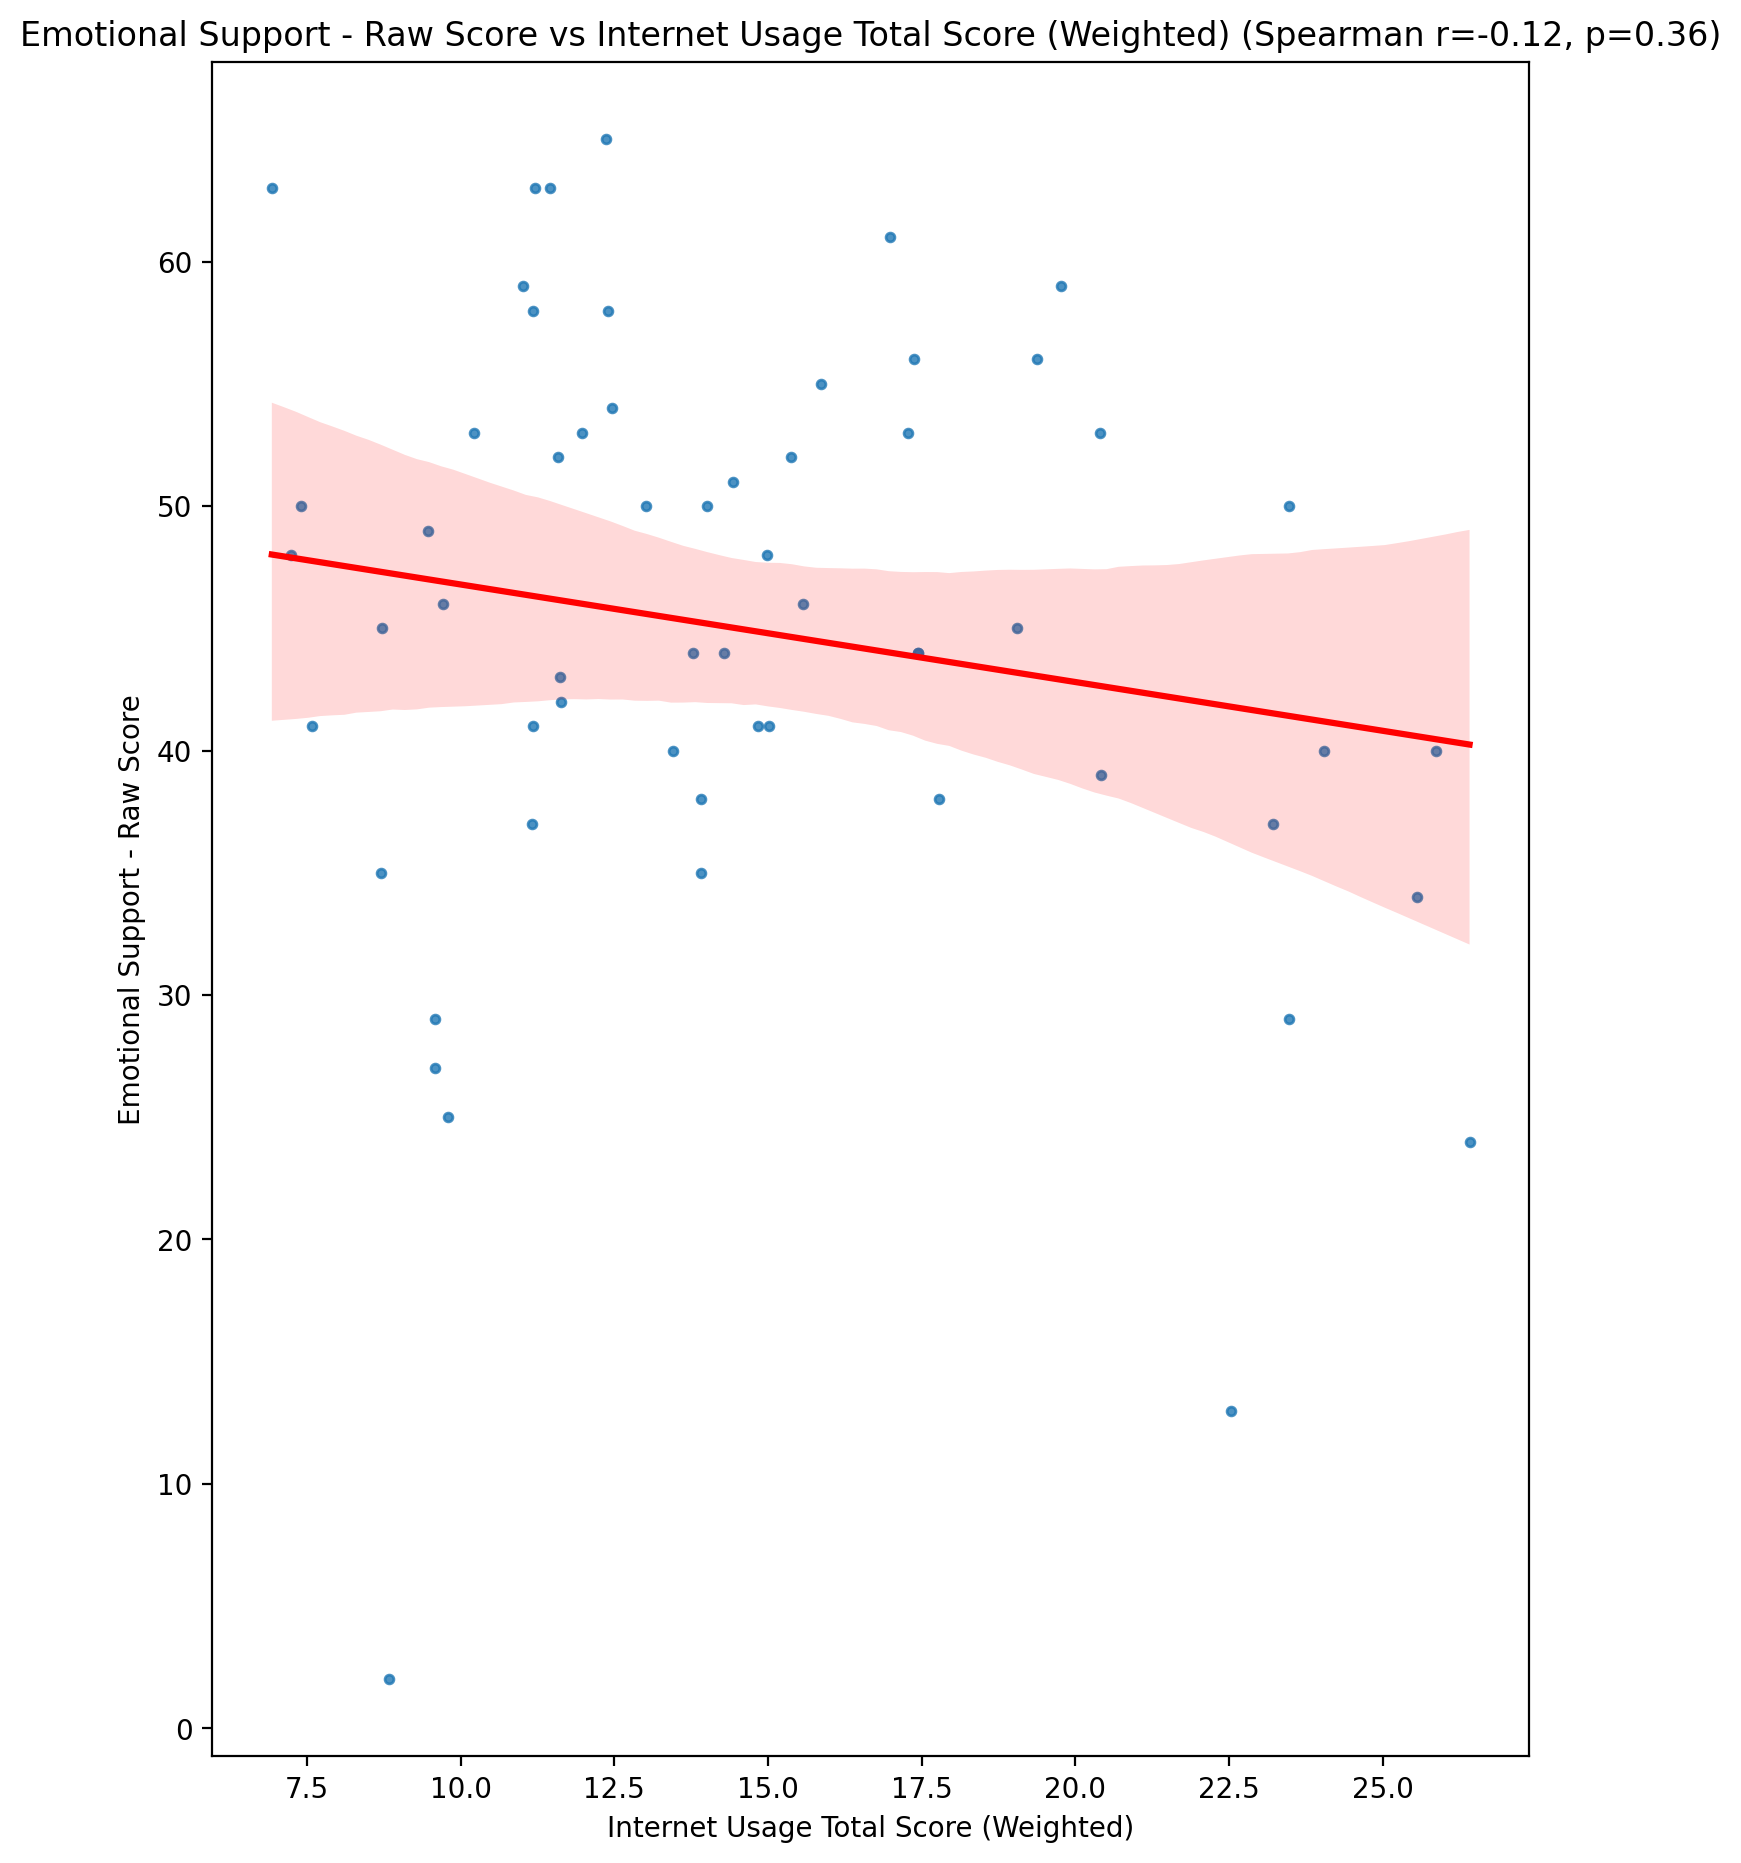 Emotional Support - Raw Score vs Internet Usage Total Score (Weighted) (Spearman r=-0.12, p=0.36)
Emotional Support - Raw Score
60
50
40
30
20
10
0
7.5 10.0 12.5 15.0 17.5 20.0 22.5 25.0
Internet Usage Total Score (Weighted)